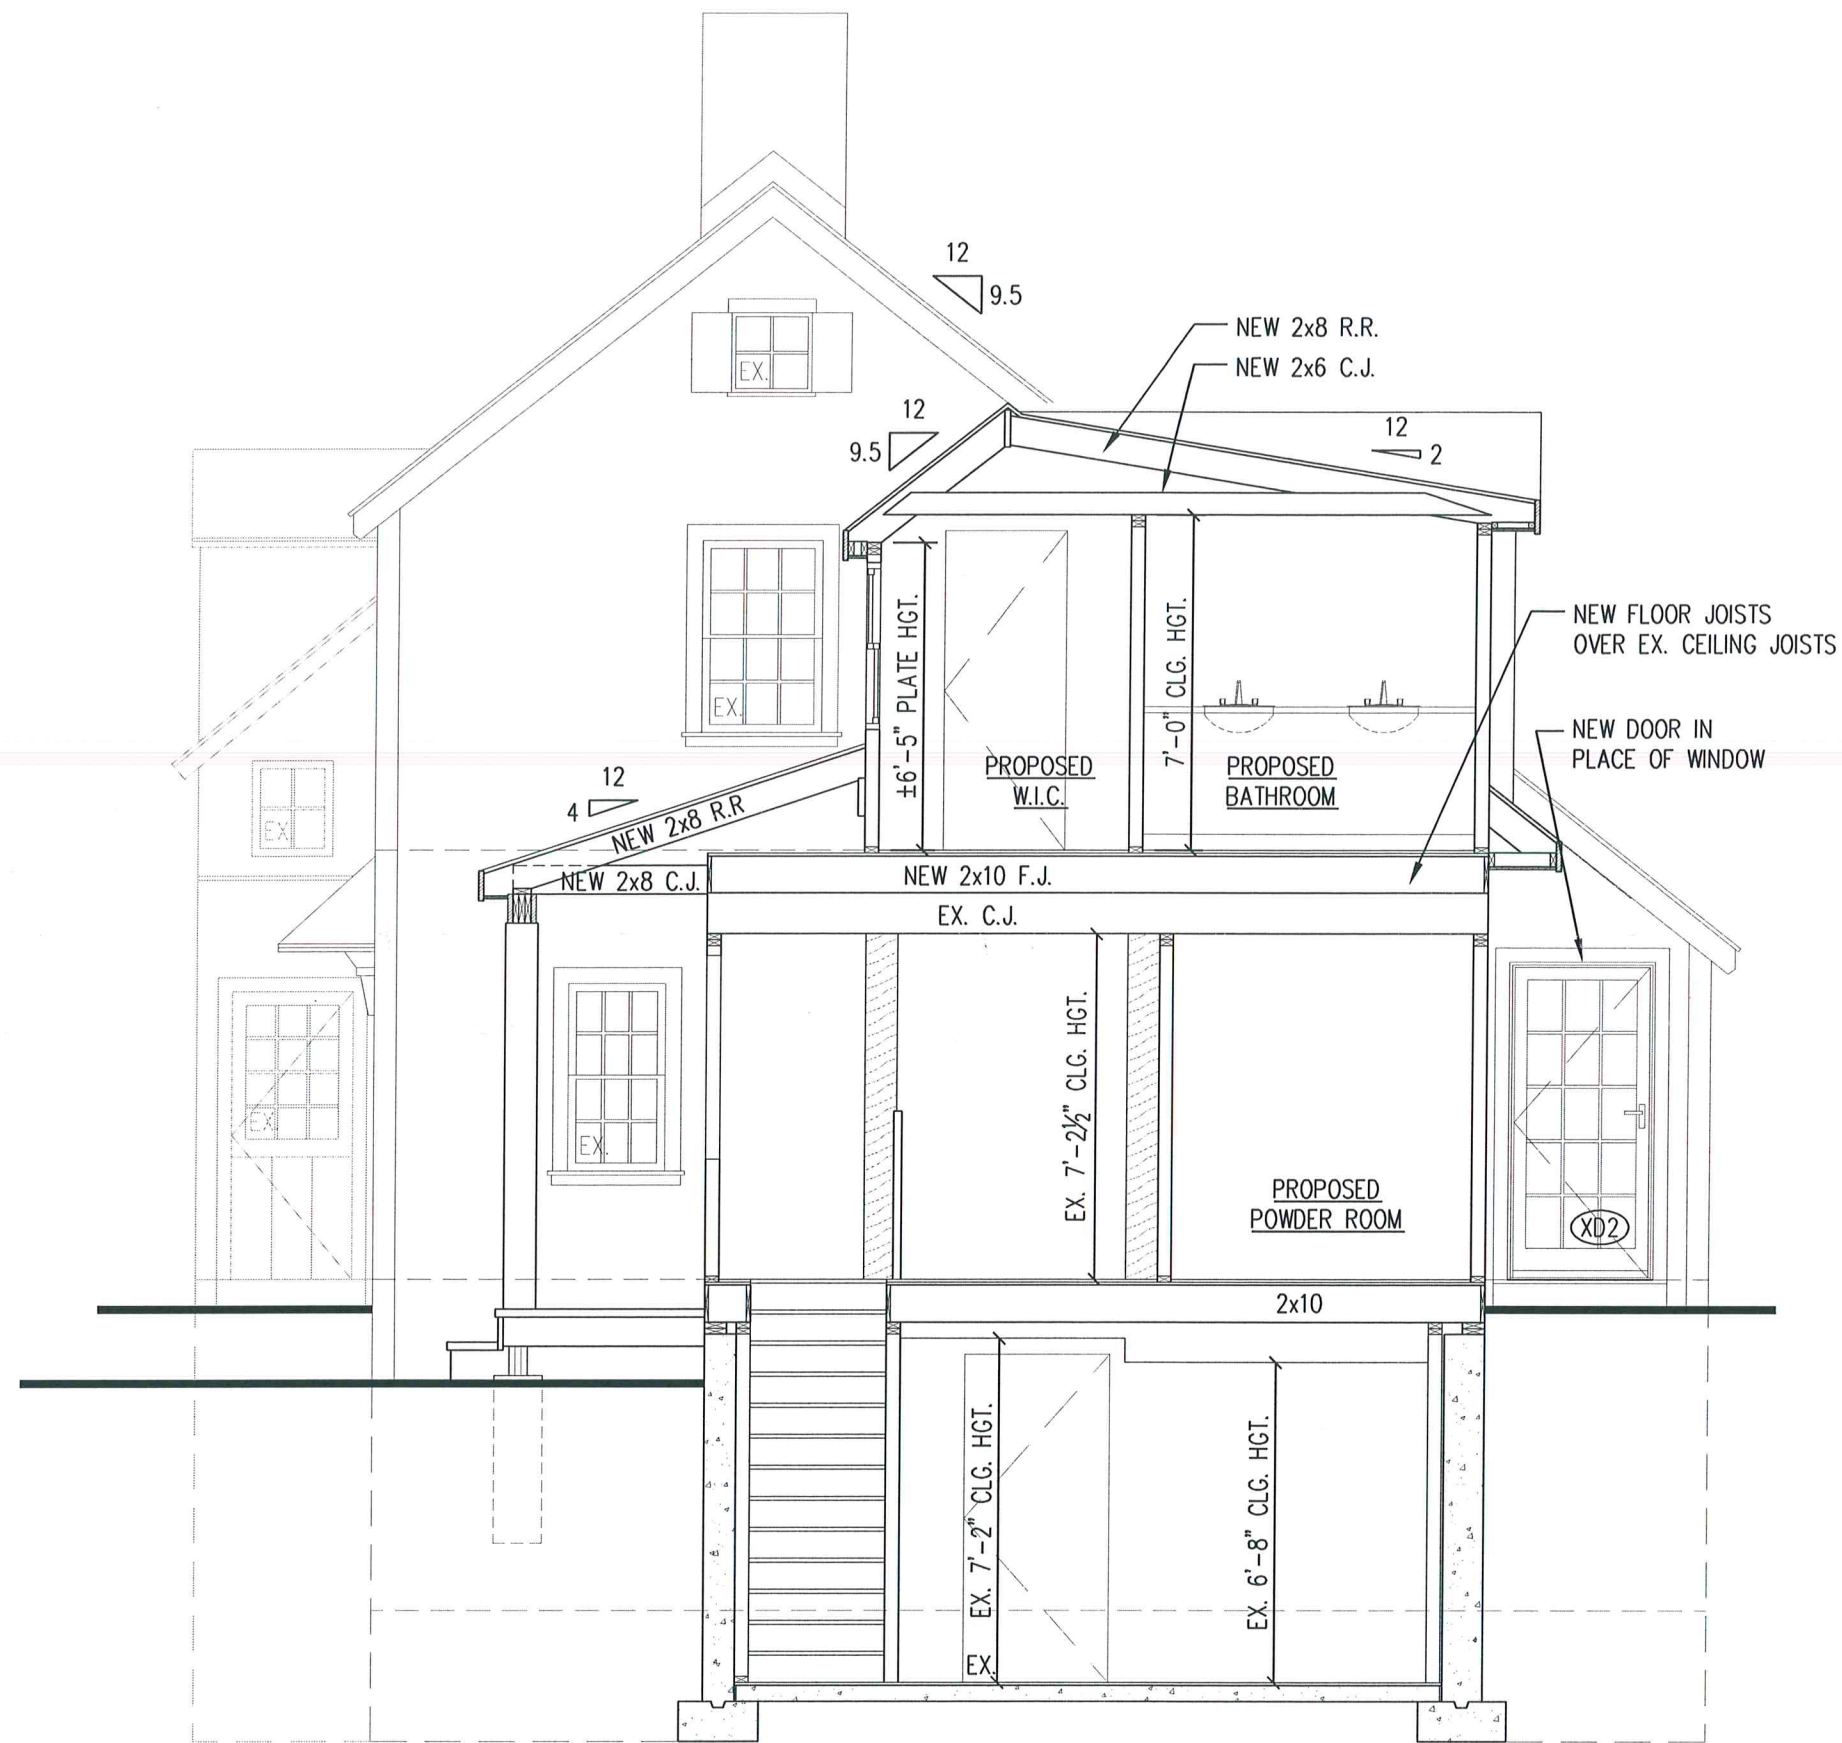 12
9.5
NEW 2x8 R.R.
NEW 2x6 C.J.
EX.
12
9.5
12
2
±6'-5" PLATE HGT.
7'-0" CLG. HGT.
NEW FLOOR JOISTS
OVER EX. CEILING JOISTS
EX.
NEW DOOR IN
PLACE OF WINDOW
PROPOSED
W.I.C.
PROPOSED
BATHROOM
12
4
NEW 2x8 R.R
EX
NEW 2x8 C.J.
NEW 2x10 F.J.
EX. C.J.
EX. 7'-2½" CLG. HGT.
EX
EX.
PROPOSED
POWDER ROOM
XD2
2x10
EX. 7'-2" CLG. HGT.
EX. 6'-8" CLG. HGT.
EX.